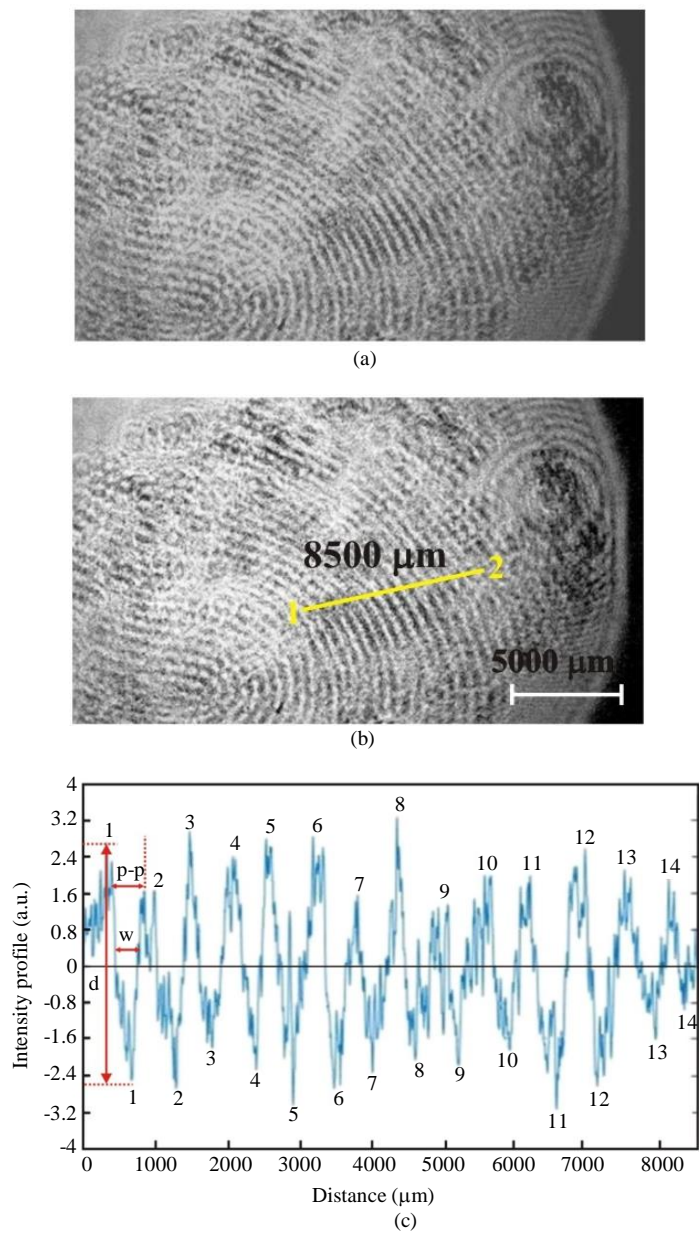 (a)
8500 μm
1 2
5000 μm
(b)
4
3.2
2.4
1.6
0.8
0
-0.8
-1.6
-2.4
-3.2
-4
Intensity profile (a.u.)
1 2 3 4 5 6 7 8 9 10 11 12 13 14
p-p
w
d
1 2 3 4 5 6 7 8 9 10 11 12 13 14
0 1000 2000 3000 4000 5000 6000 7000 8000
Distance (μm)
(c)